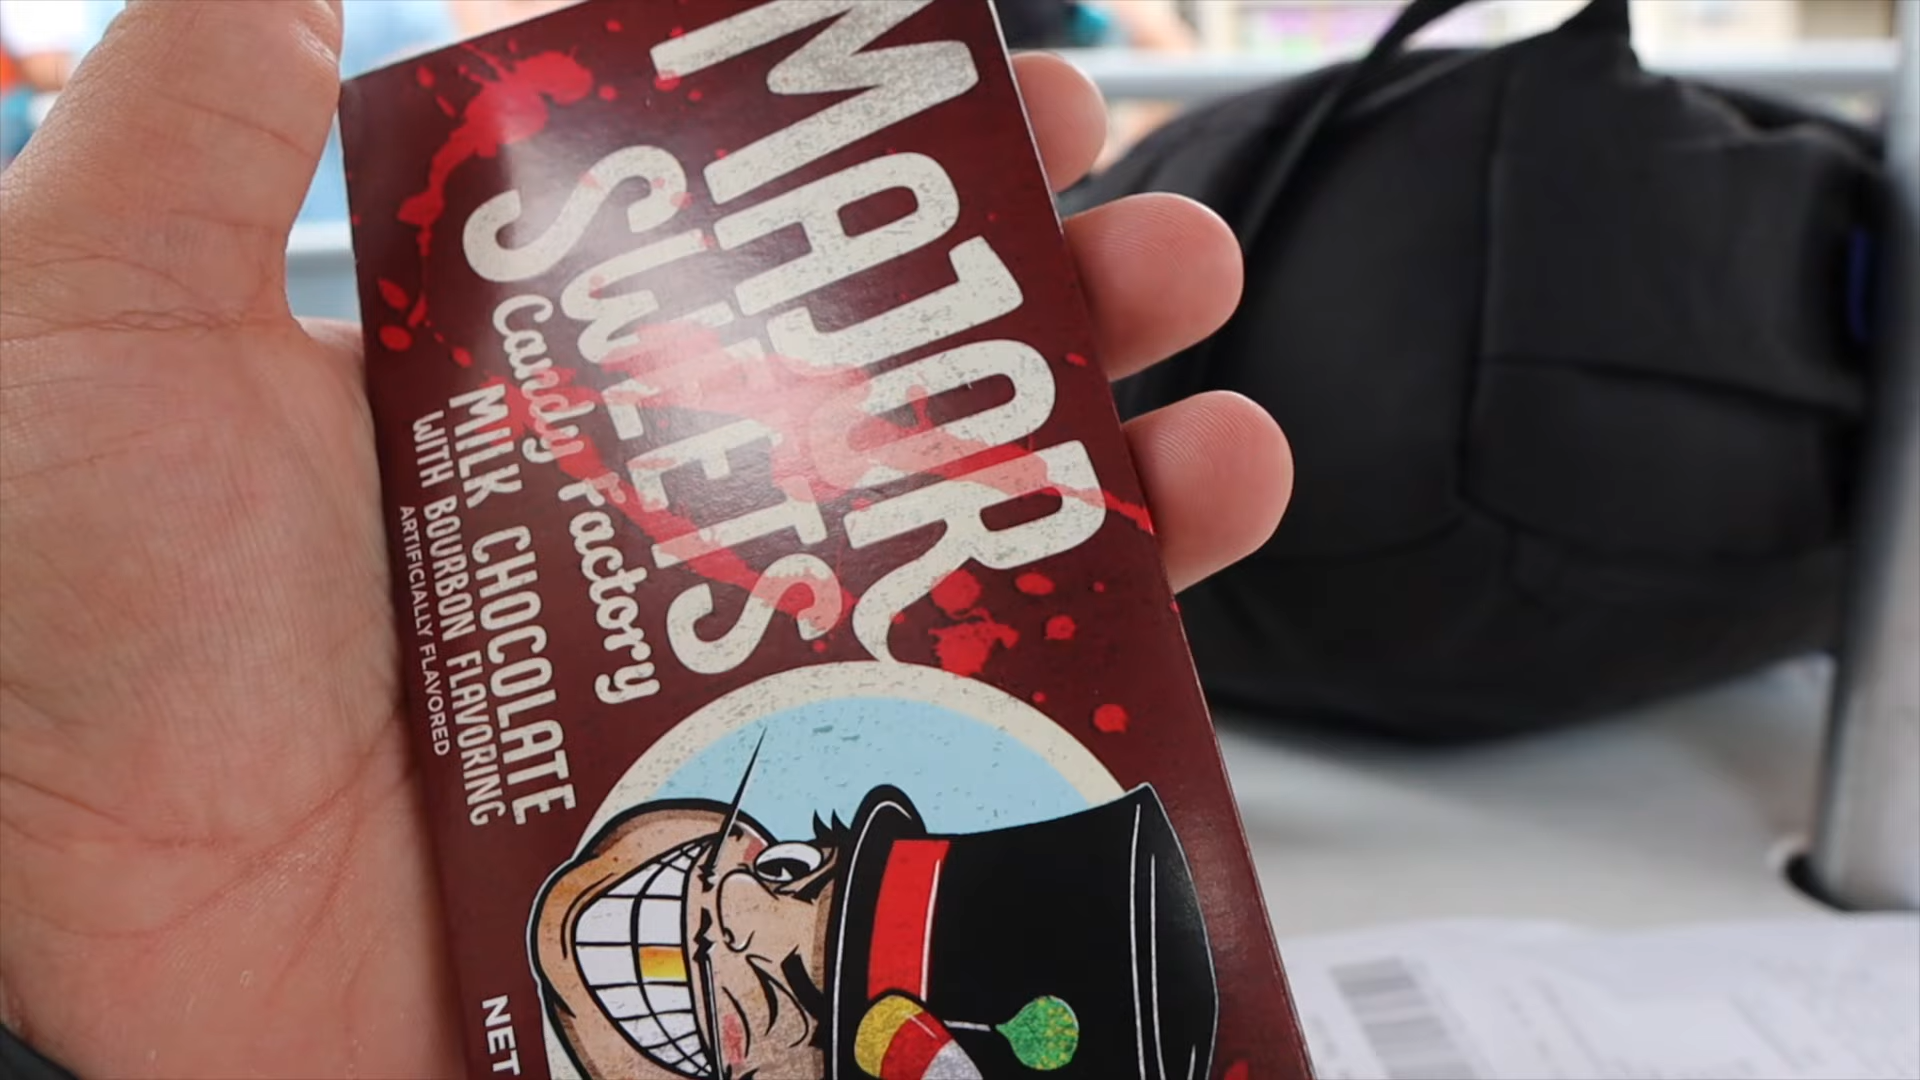 MAJOR
SWEETS
Candy Factory
MILK CHOCOLATE
WITH BOURBON FLAVORING
ARTIFICIALLY FLAVORED
NET